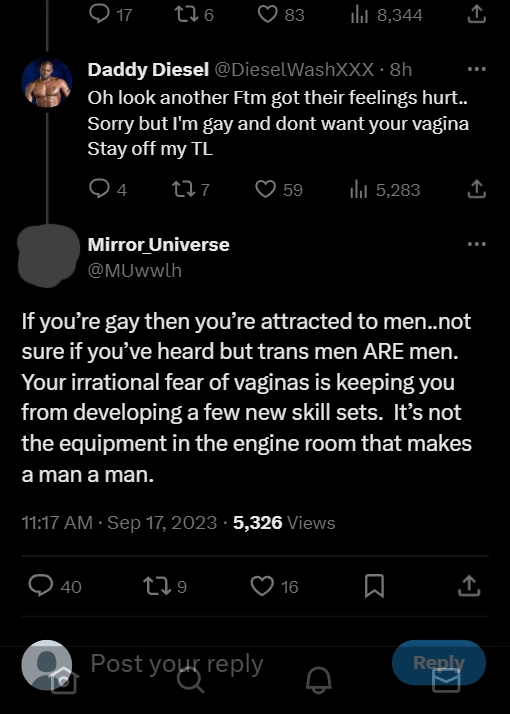 17 6 83 8,344
Daddy Diesel @DieselWashXXX · 8h
Oh look another Ftm got their feelings hurt..
Sorry but I'm gay and dont want your vagina
Stay off my TL
4 7 59 5,283
Mirror_Universe
@MUwwlh
If you’re gay then you’re attracted to men..not
sure if you’ve heard but trans men ARE men.
Your irrational fear of vaginas is keeping you
from developing a few new skill sets.  It’s not
the equipment in the engine room that makes
a man a man.
11:17 AM · Sep 17, 2023 · 5,326 Views
40 9 16
Post your reply Reply